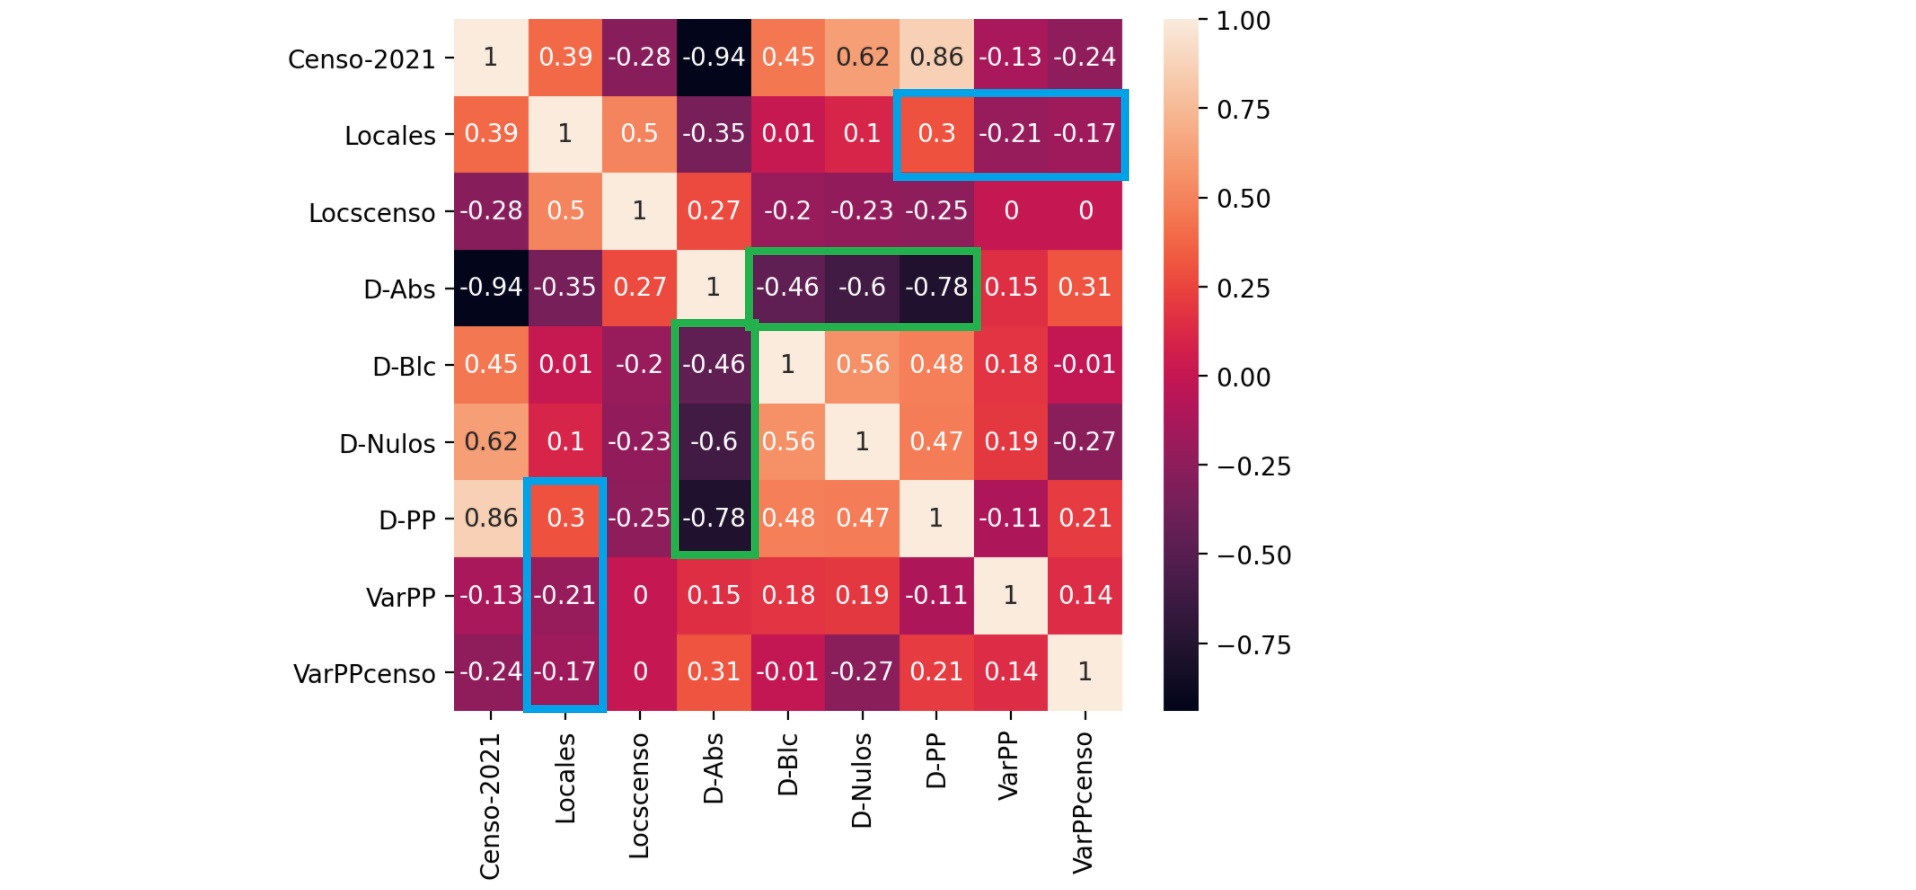 Censo-2021 1 0.39 -0.28 -0.94 0.45 0.62 0.86 -0.13 -0.24
Locales 0.39 1 0.5 -0.35 0.01 0.1 0.3 -0.21 -0.17
Locscenso -0.28 0.5 1 0.27 -0.2 -0.23 -0.25 0 0
D-Abs -0.94 -0.35 0.27 1 -0.46 -0.6 -0.78 0.15 0.31
D-Blc 0.45 0.01 -0.2 -0.46 1 0.56 0.48 0.18 -0.01
D-Nulos 0.62 0.1 -0.23 -0.6 0.56 1 0.47 0.19 -0.27
D-PP 0.86 0.3 -0.25 -0.78 0.48 0.47 1 -0.11 0.21
VarPP -0.13 -0.21 0 0.15 0.18 0.19 -0.11 1 0.14
VarPPcenso -0.24 -0.17 0 0.31 -0.01 -0.27 0.21 0.14 1
Censo-2021
Locales
Locscenso
D-Abs
D-Blc
D-Nulos
D-PP
VarPP
VarPPcenso
1.00
0.75
0.50
0.25
0.00
−0.25
−0.50
−0.75